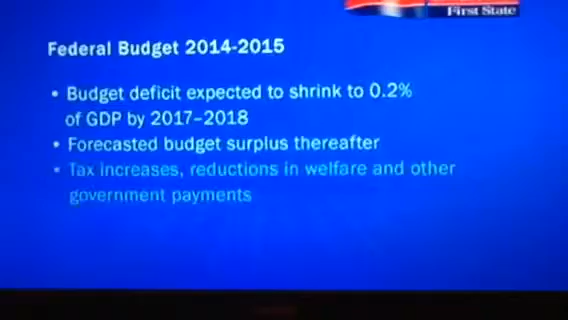 First State
Federal Budget 2014-2015
• Budget deficit expected to shrink to 0.2%
of GDP by 2017–2018
• Forecasted budget surplus thereafter
• Tax increases, reductions in welfare and other
government payments